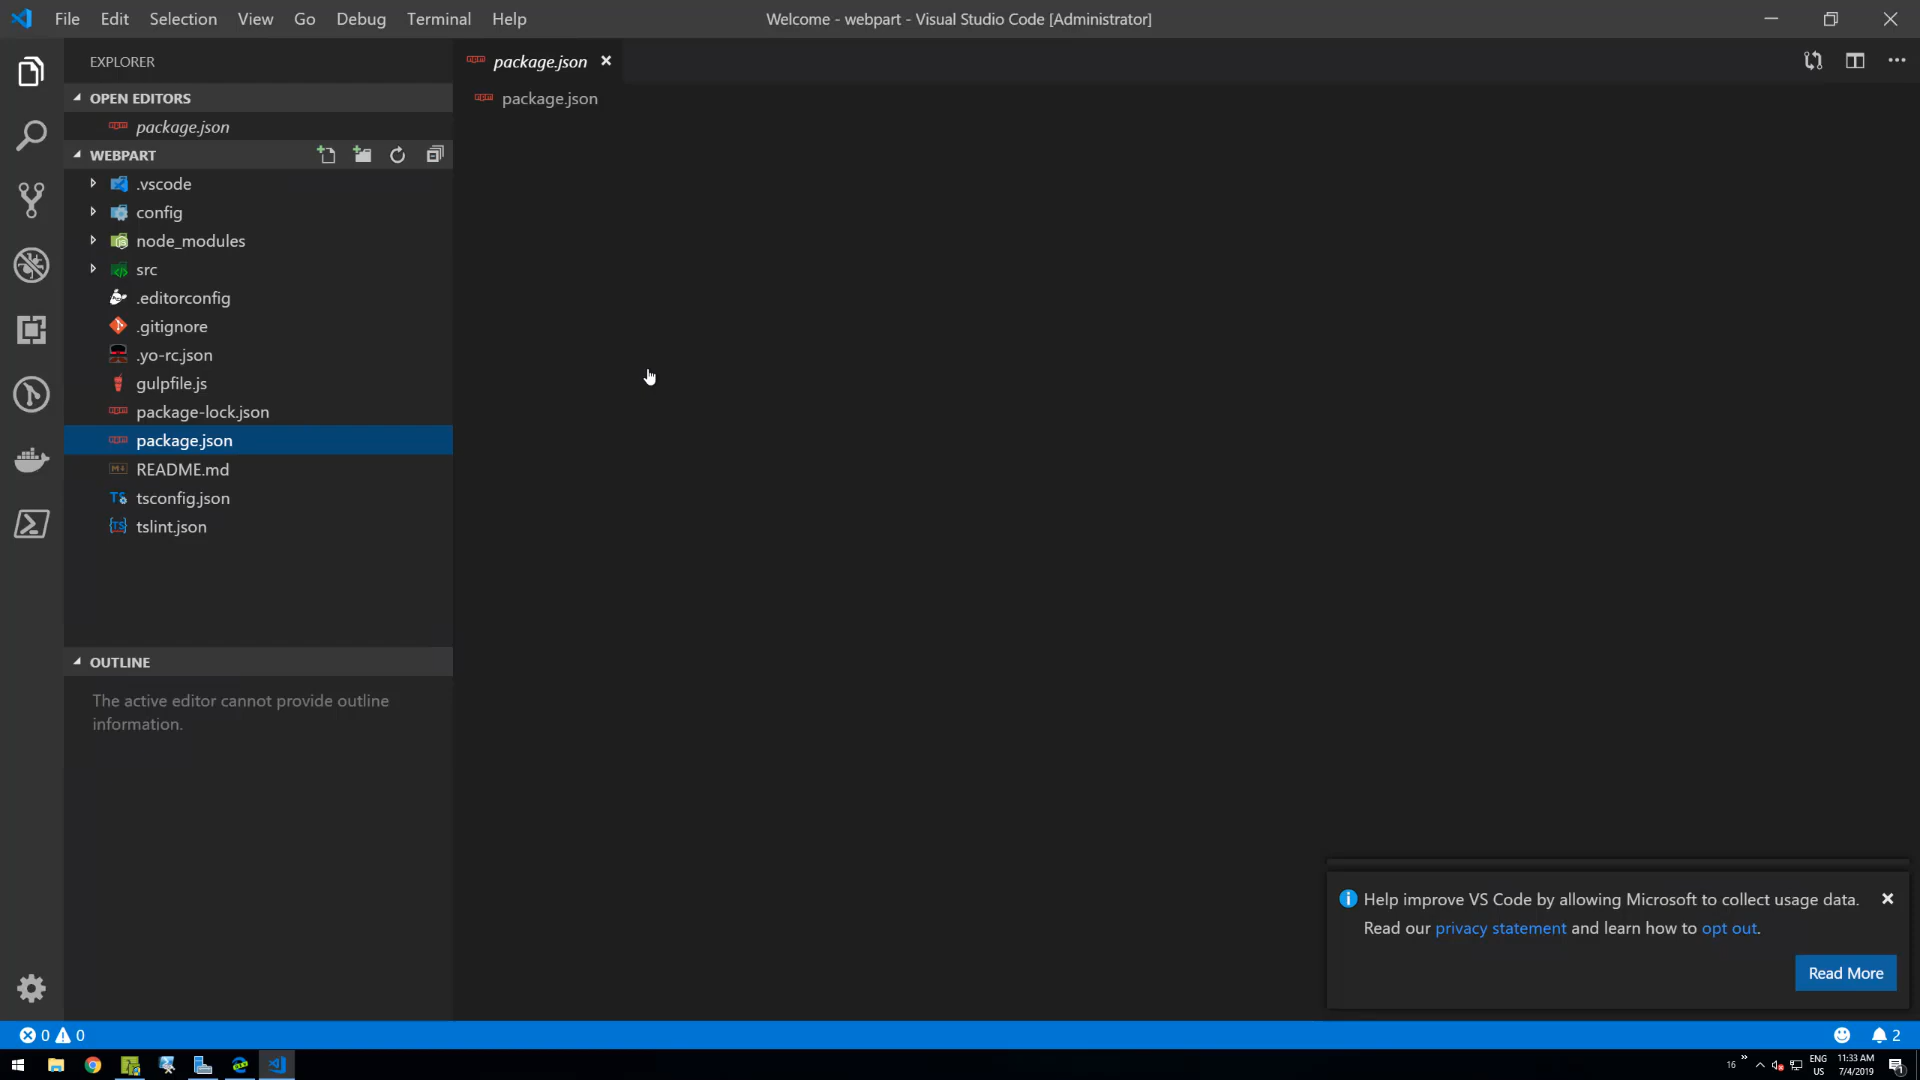 File Edit Selection View Go Debug Terminal Help
Welcome - webpart - Visual Studio Code [Administrator]
EXPLORER
OPEN EDITORS
package.json
WEBPART
.vscode
config
node_modules
src
.editorconfig
.gitignore
.yo-rc.json
gulpfile.js
package-lock.json
package.json
README.md
tsconfig.json
tslint.json
OUTLINE
The active editor cannot provide outline
information.
package.json
package.json
Help improve VS Code by allowing Microsoft to collect usage data.
Read our privacy statement and learn how to opt out.
Read More
0 0
2
16
ENG
US
11:33 AM
7/4/2019